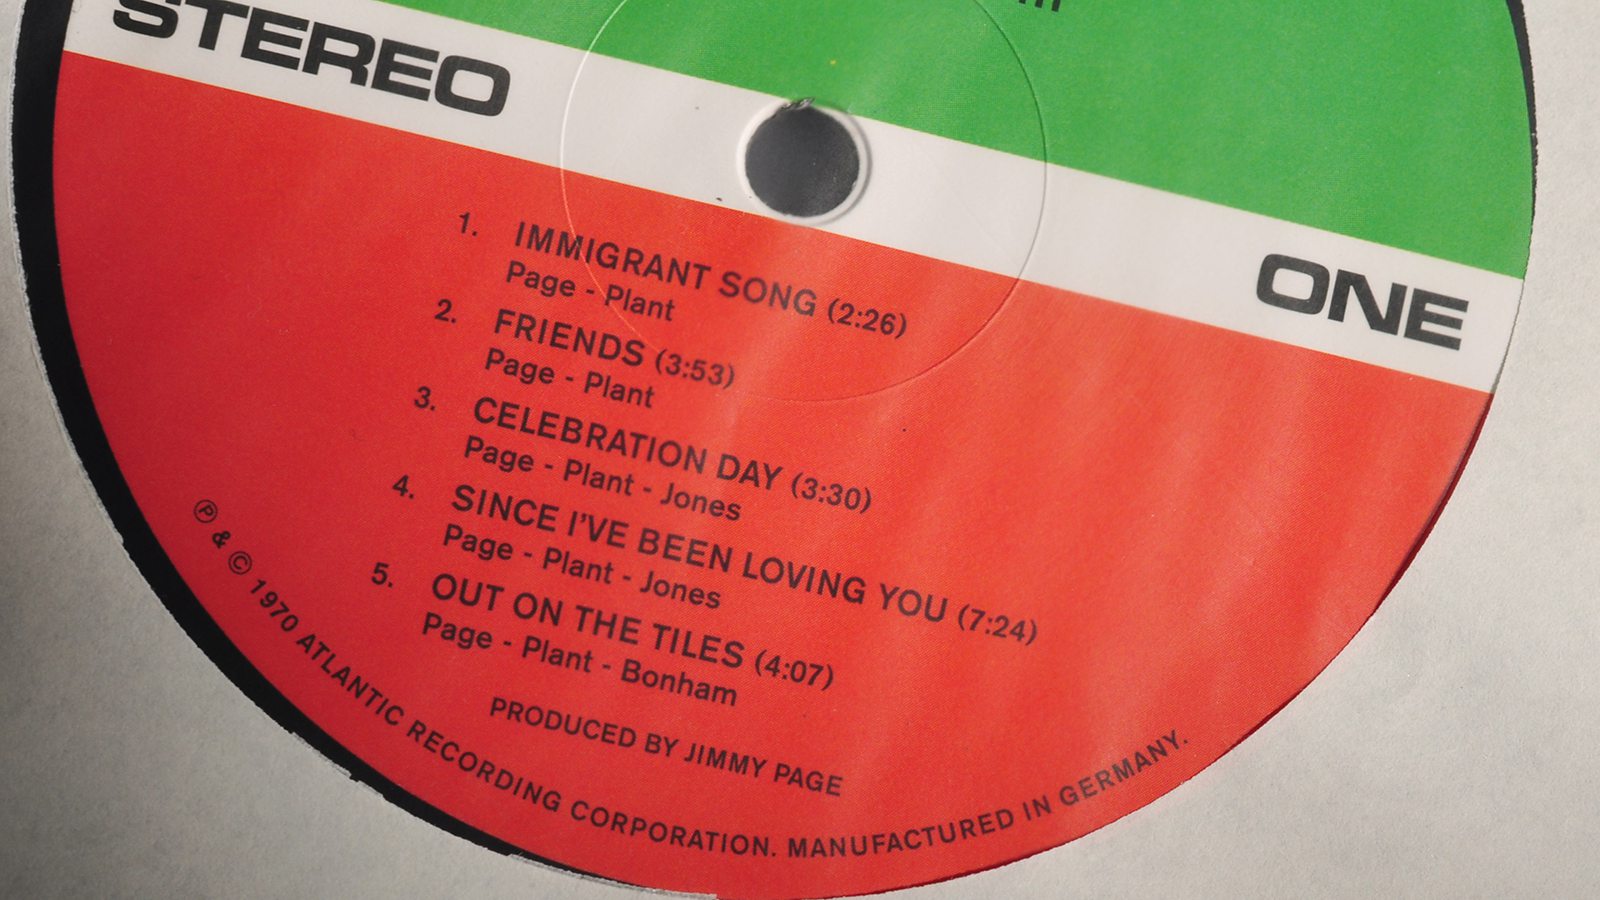 STEREO
ONE
1. IMMIGRANT SONG (2:26)
Page - Plant
2. FRIENDS (3:53)
Page - Plant
3. CELEBRATION DAY (3:30)
Page - Plant - Jones
4. SINCE I'VE BEEN LOVING YOU (7:24)
Page - Plant - Jones
5. OUT ON THE TILES (4:07)
Page - Plant - Bonham
PRODUCED BY JIMMY PAGE
℗ & © 1970 ATLANTIC RECORDING CORPORATION. MANUFACTURED IN GERMANY.